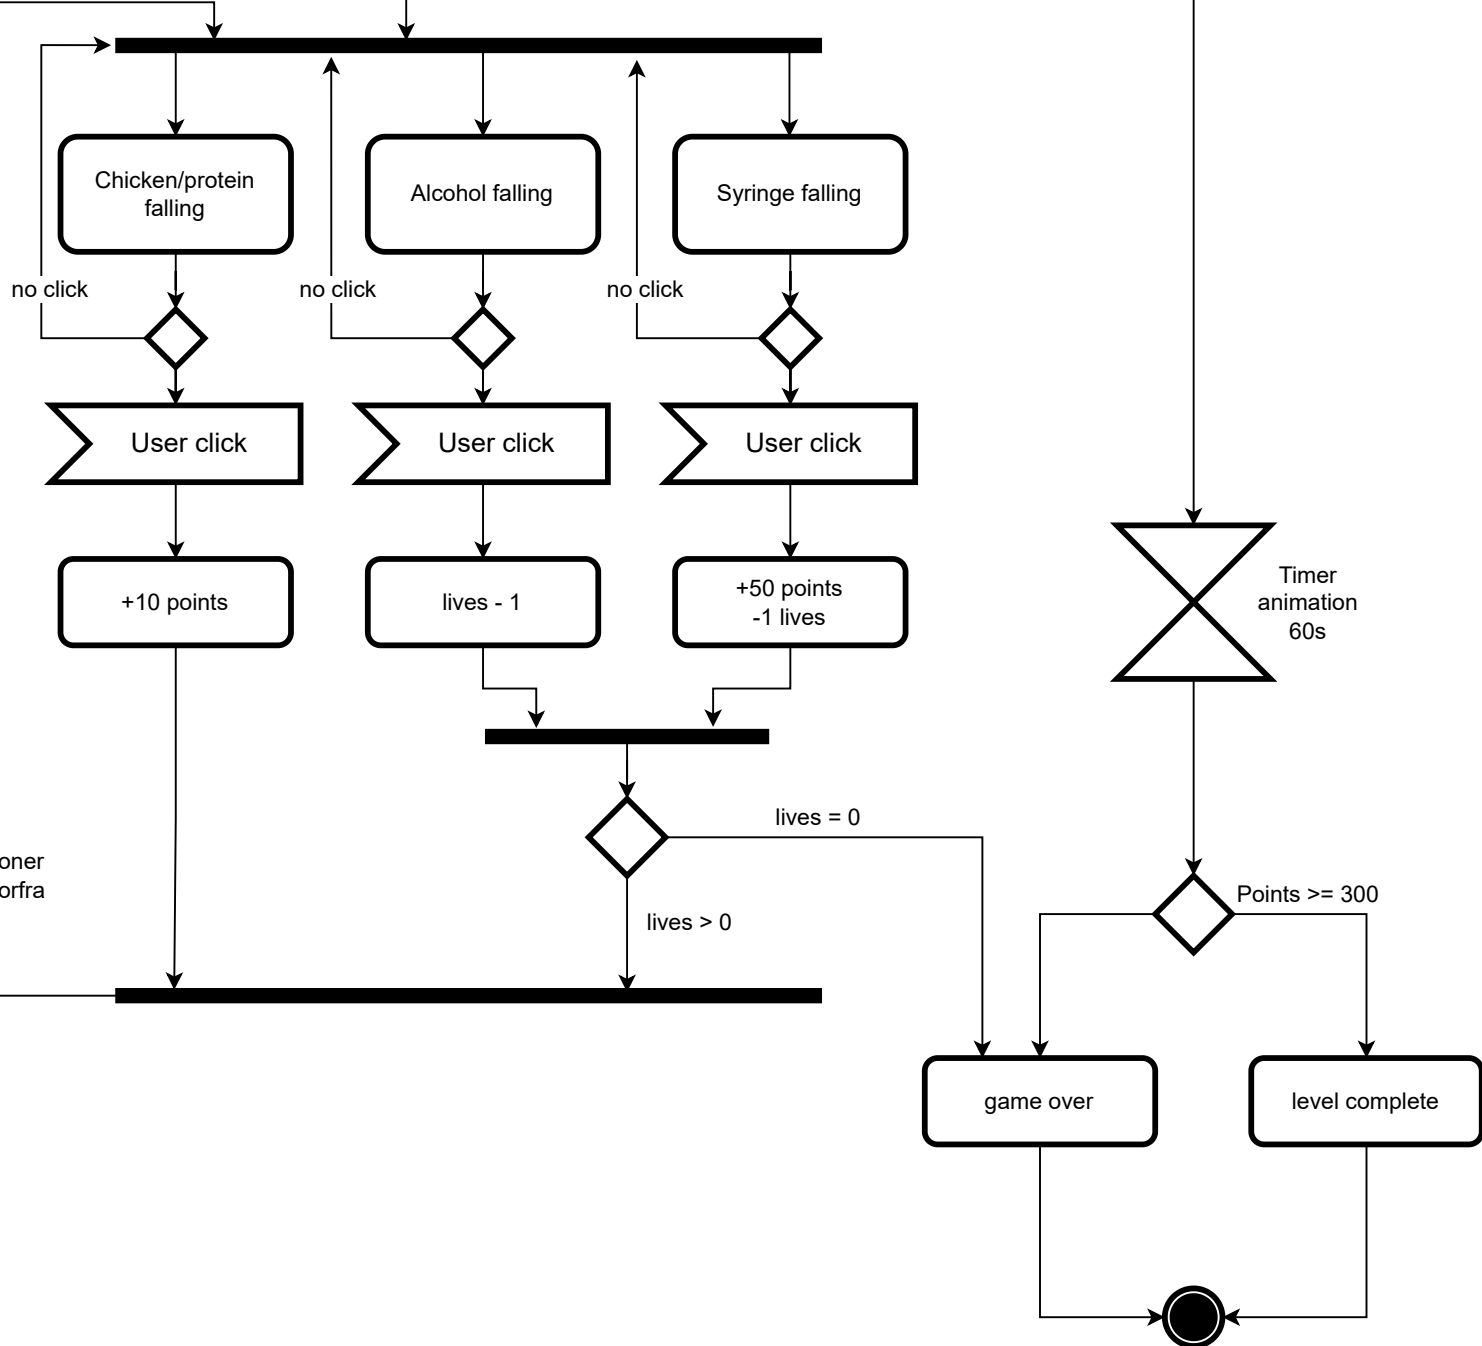 Chicken/protein
falling
Alcohol falling
Syringe falling
no click
no click
no click
User click
User click
User click
+10 points
lives - 1
+50 points
-1 lives
Timer
animation
60s
lives = 0
oner
orfra
Points >= 300
lives > 0
game over
level complete